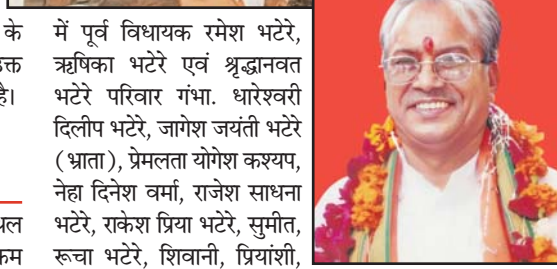 के
क्त
है।
थल
में पूर्व विधायक रमेश भटेरे,
ऋषिका भटेरे एवं श्रृद्धानवत
भटेरे परिवार गंभा. धारेश्वरी
दिलीप भटेरे, जागेश जयंती भटेरे
(भ्राता), प्रेमलता योगेश कश्यप,
नेहा दिनेश वर्मा, राजेश साधना
भटेरे, राकेश प्रिया भटेरे, सुमीत,
रूचा भटेरे, शिवानी, प्रियांशी,